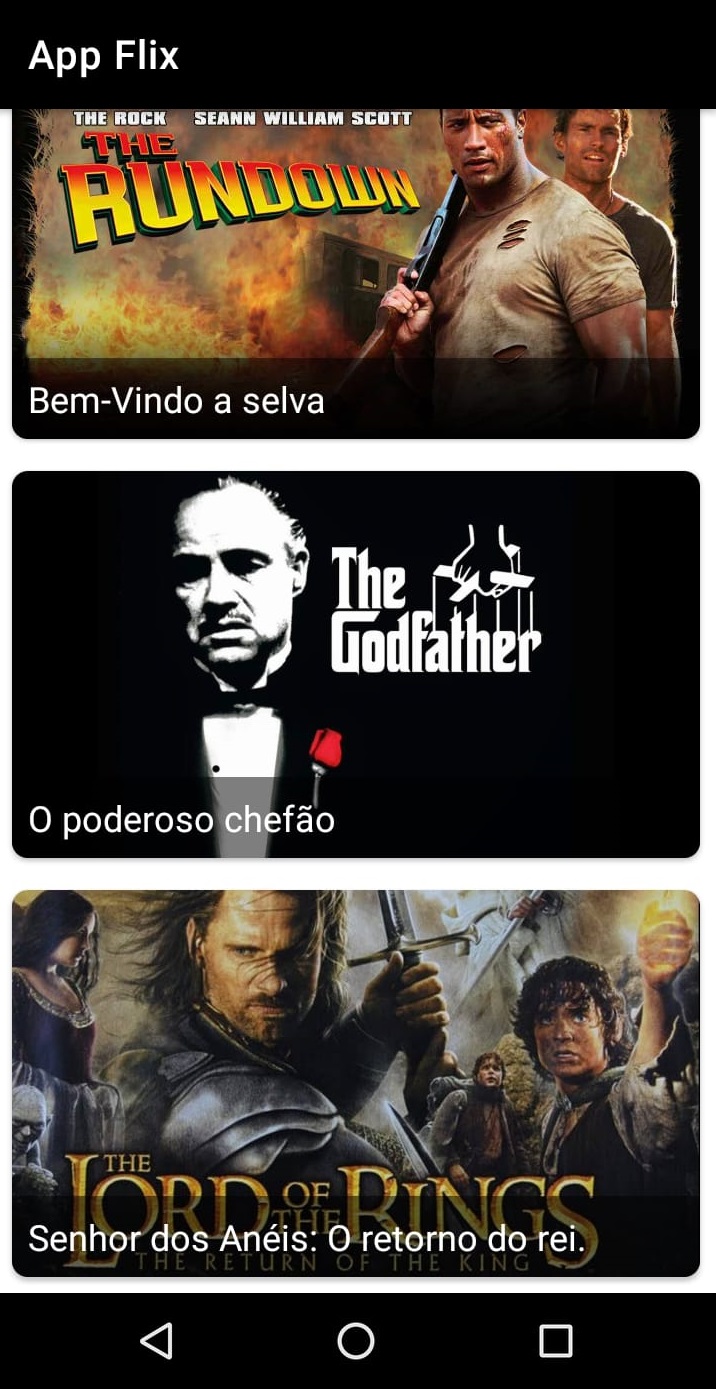 App Flix
THE ROCK SEANN WILLIAM SCOTT
THE
RUNDOWN
Bem-Vindo a selva
The
Godfather
O poderoso chefão
THE
LORD OF THE RINGS
Senhor dos Anéis: O retorno do rei.
THE RETURN OF THE KING